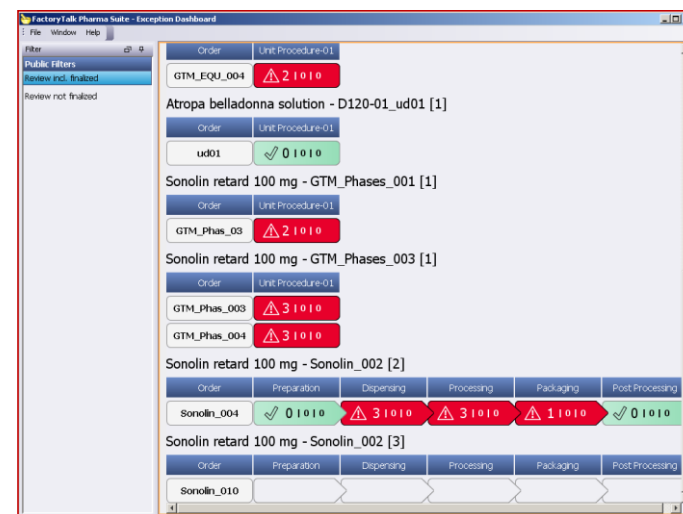 FactoryTalk Pharma Suite - Exception Dashboard
File Window Help
Filter
Public Filters
Review incl. finalized
Review not finalized
Order Unit Procedure-01
GTM_EQU_004 2 | 0 | 0
Atropa belladonna solution - D120-01_ud01 [1]
Order Unit Procedure-01
ud01 0 | 0 | 0
Sonolin retard 100 mg - GTM_Phases_001 [1]
Order Unit Procedure-01
GTM_Phas_03 2 | 0 | 0
Sonolin retard 100 mg - GTM_Phases_003 [1]
Order Unit Procedure-01
GTM_Phas_003 3 | 0 | 0
GTM_Phas_004 3 | 0 | 0
Sonolin retard 100 mg - Sonolin_002 [2]
Order Preparation Dispensing Processing Packaging Post Processing
Sonolin_004 0 | 0 | 0 3 | 0 | 0 3 | 0 | 0 1 | 0 | 0 0 | 0 | 0
Sonolin retard 100 mg - Sonolin_002 [3]
Order Preparation Dispensing Processing Packaging Post Processing
Sonolin_010